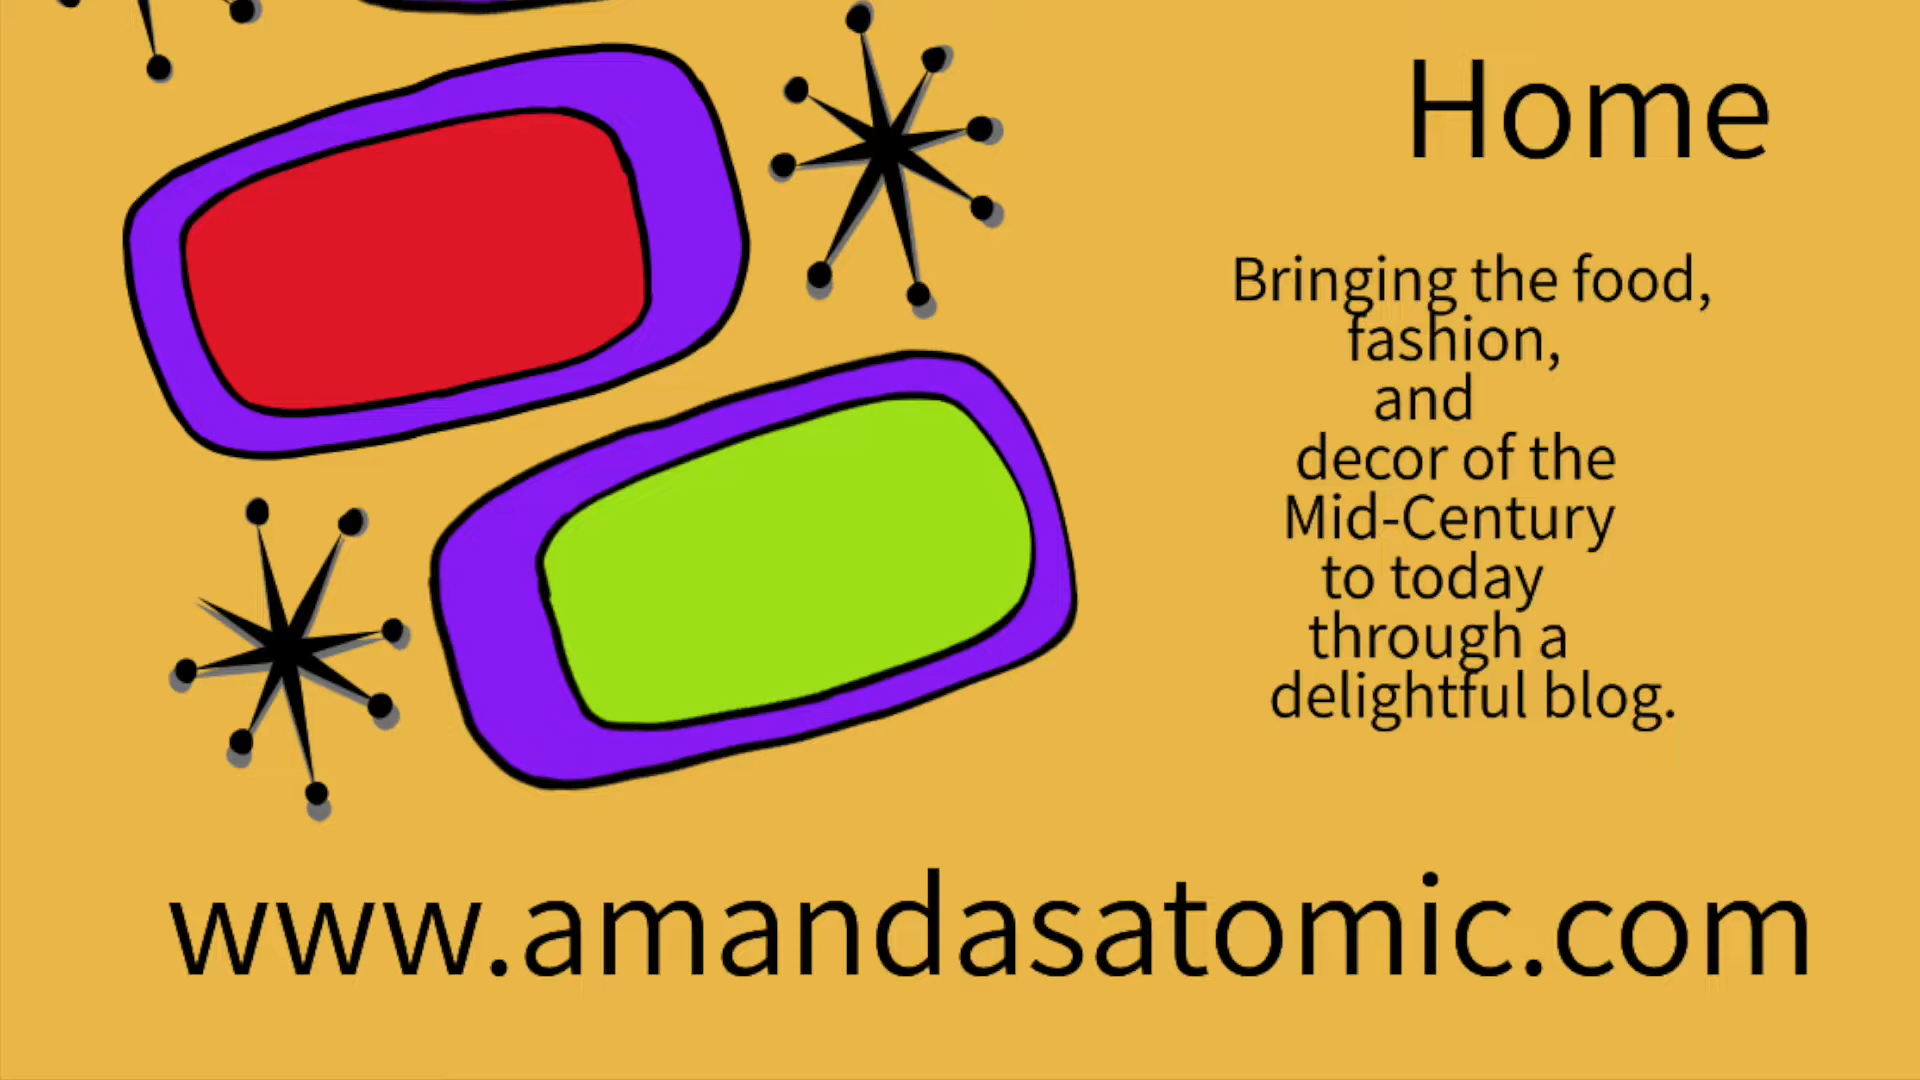 Home
Bringing the food,
fashion,
and
decor of the
Mid-Century
to today
through a
delightful blog.
www.amandasatomic.com